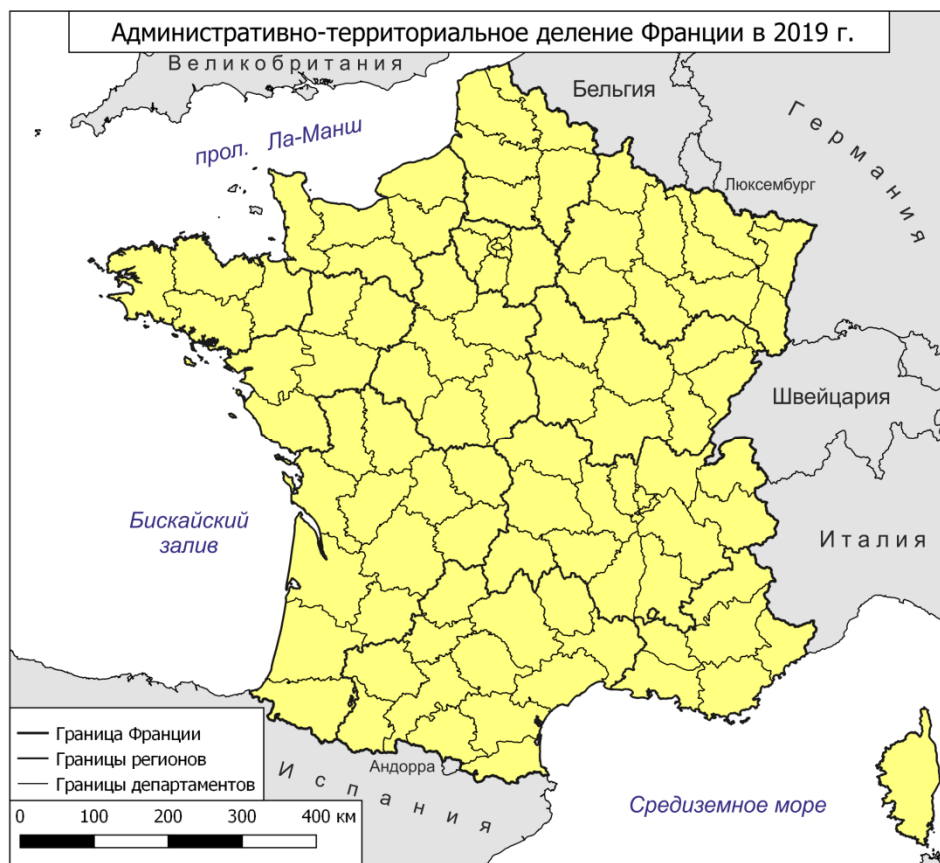 Административно-территориальное деление Франции в 2019 г.
Великобритания
Бельгия
Германия
прол. Ла-Манш
Люксембург
Швейцария
Бискайский
залив
Италия
Граница Франции
Границы регионов
Границы департаментов
Андорра
Испания
Средиземное море
0 100 200 300 400 км